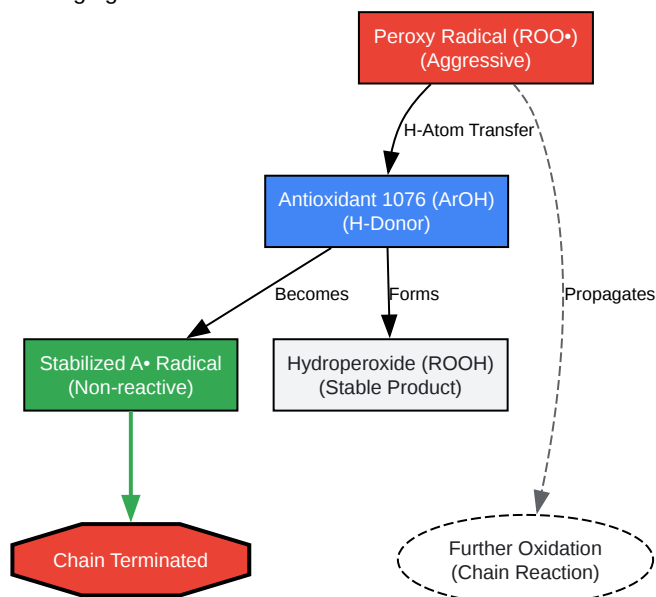 Peroxy Radical (ROO•)
(Aggressive)
H-Atom Transfer
Antioxidant 1076 (ArOH)
(H-Donor)
Becomes
Forms
Propagates
Stabilized A• Radical
(Non-reactive)
Hydroperoxide (ROOH)
(Stable Product)
Chain Terminated
Further Oxidation
(Chain Reaction)